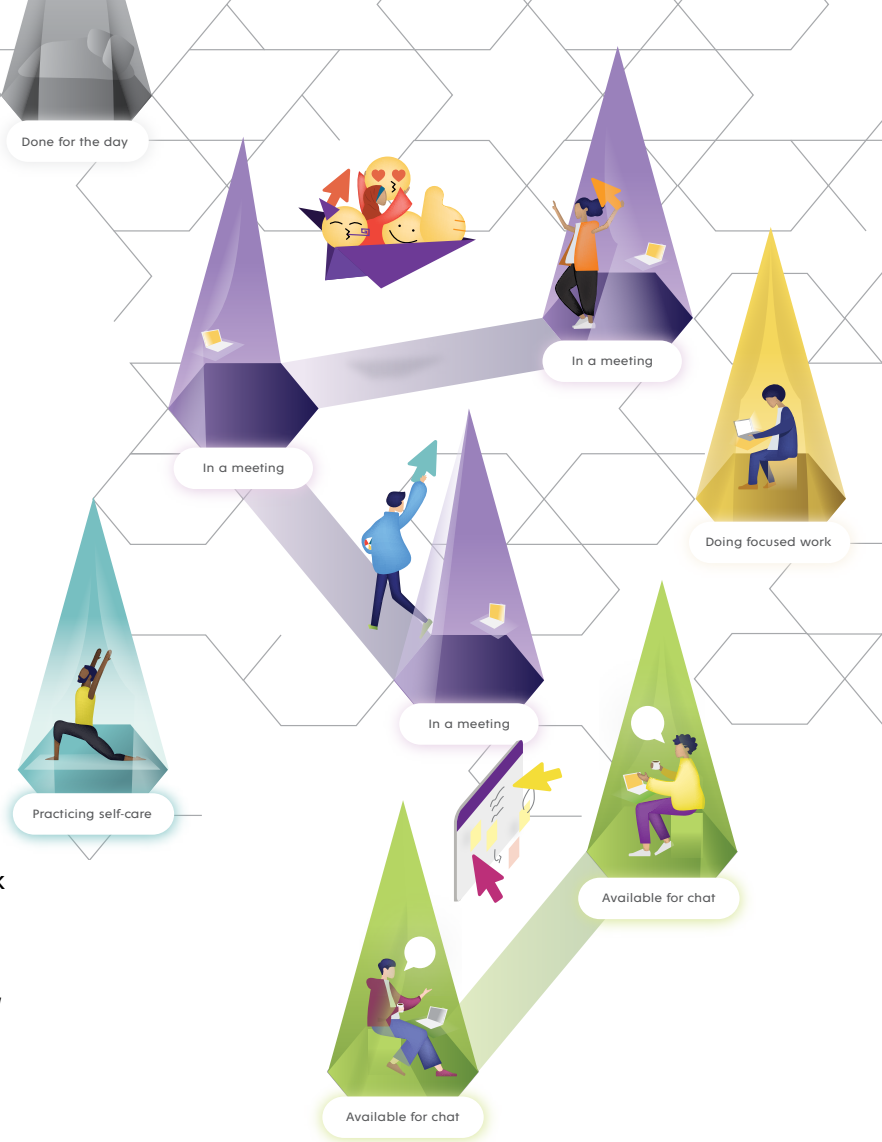 Done for the day
In a meeting
In a meeting
Doing focused work
In a meeting
Practicing self-care
Available for chat
Available for chat